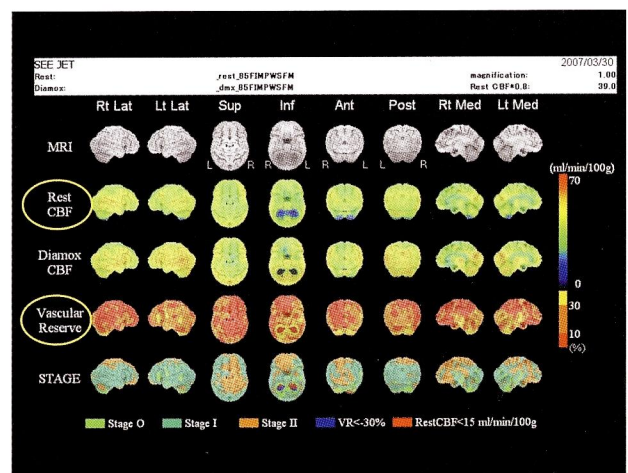 2007/03/30
SEE JET
Rest: _rest_85FIMPWSFM magnification: 1.00
Diamox: _dmx_85FIMPWSFM Rest CBF*0.8: 39.0
Rt Lat Lt Lat Sup Inf Ant Post Rt Med Lt Med
MRI
L R R L R L L R
(ml/min/100g)
70
Rest
CBF
Diamox
CBF
0
30
Vascular
Reserve
10
(%)
STAGE
Stage O Stage I Stage II VR<-30% RestCBF<15 ml/min/100g